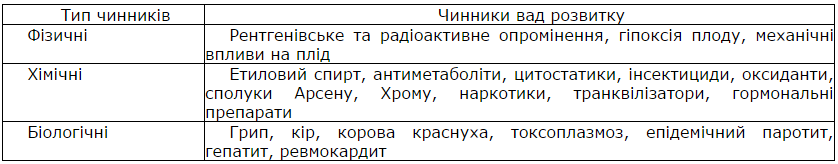 Тип чинників Чинники вад розвитку
Фізичні Рентгенівське та радіоактивне опромінення, гіпоксія плоду, механічні
впливи на плід
Хімічні Етиловий спирт, антиметаболіти, цитостатики, інсектициди, оксиданти,
сполуки Арсену, Хрому, наркотики, транквілізатори, гормональні
препарати
Біологічні Грип, кір, корова краснуха, токсоплазмоз, епідемічний паротит,
гепатит, ревмокардит